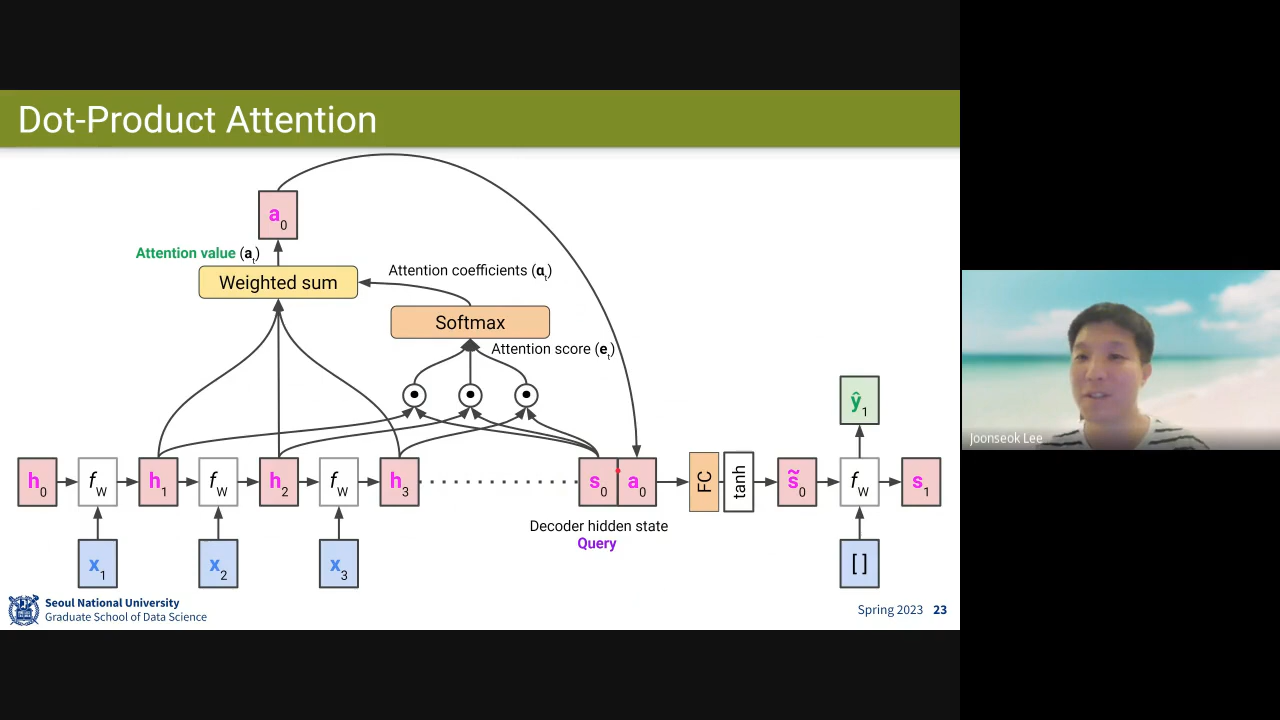 Dot-Product Attention
a0
Attention value (at)
Weighted sum
Attention coefficients (αt)
Softmax
Attention score (et)
ŷ1
Joonseok Lee
h0 fW h1 fW h2 fW h3 s0 a0 FC tanh s̃0 fW s1
Decoder hidden state
Query
x1 x2 x3 [ ]
Seoul National University
Graduate School of Data Science
Spring 2023 23